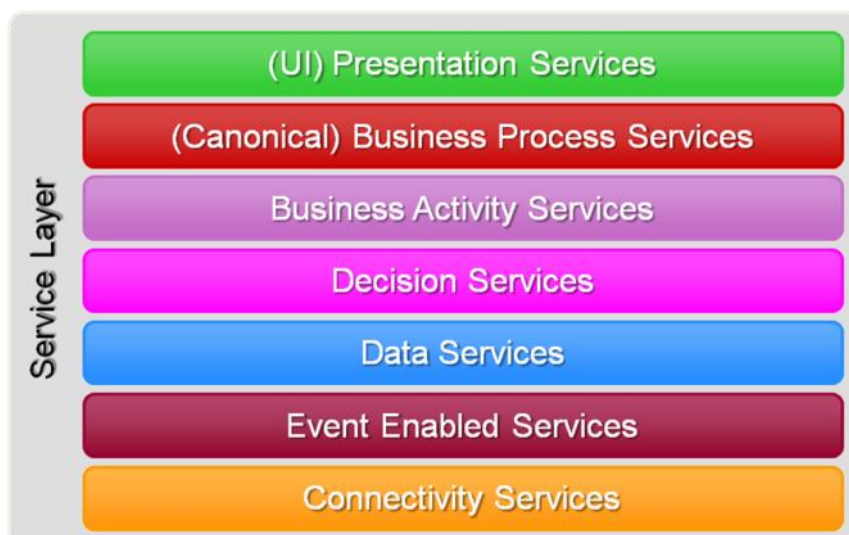 Service Layer
(UI) Presentation Services
(Canonical) Business Process Services
Business Activity Services
Decision Services
Data Services
Event Enabled Services
Connectivity Services